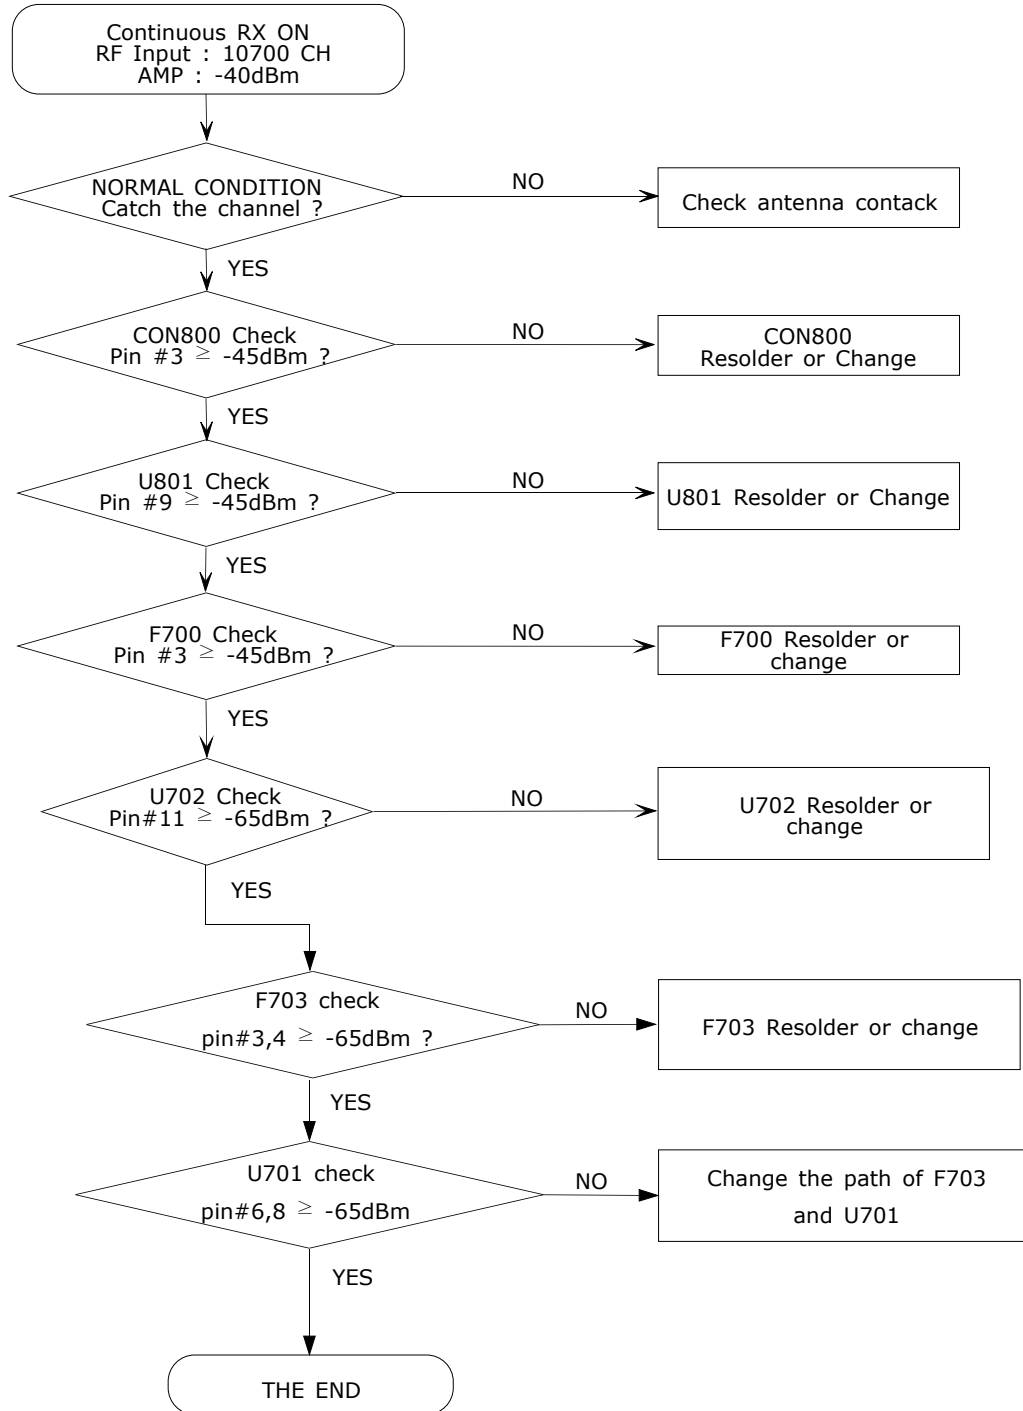 Continuous RX ON
RF Input : 10700 CH
AMP : -40dBm
NORMAL CONDITION
Catch the channel ?
NO
Check antenna contack
YES
CON800 Check
Pin #3 ≥ -45dBm ?
NO
CON800
Resolder or Change
YES
U801 Check
Pin #9 ≥ -45dBm ?
NO
U801 Resolder or Change
YES
F700 Check
Pin #3 ≥ -45dBm ?
NO
F700 Resolder or
change
YES
U702 Check
Pin#11 ≥ -65dBm ?
NO
U702 Resolder or
change
YES
F703 check
pin#3,4 ≥ -65dBm ?
NO
F703 Resolder or change
YES
U701 check
pin#6,8 ≥ -65dBm
NO
Change the path of F703
and U701
YES
THE END